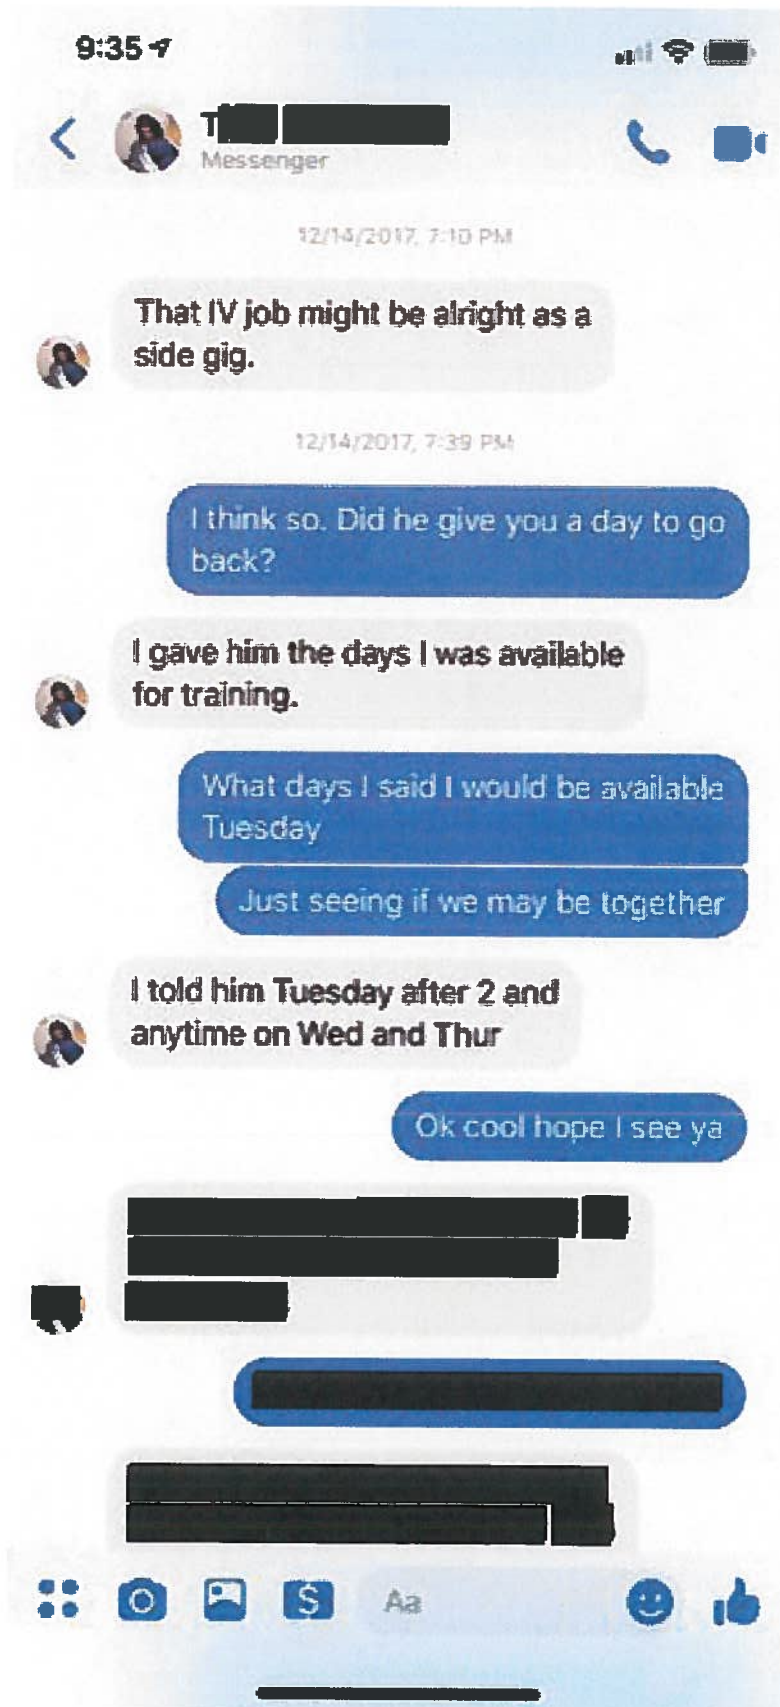 9:35
T
Messenger
12/14/2017, 7:10 PM
That IV job might be alright as a
side gig.
12/14/2017, 7:39 PM
I think so. Did he give you a day to go
back?
I gave him the days I was available
for training.
What days I said I would be available
Tuesday
Just seeing if we may be together
I told him Tuesday after 2 and
anytime on Wed and Thur
Ok cool hope I see ya
$
Aa